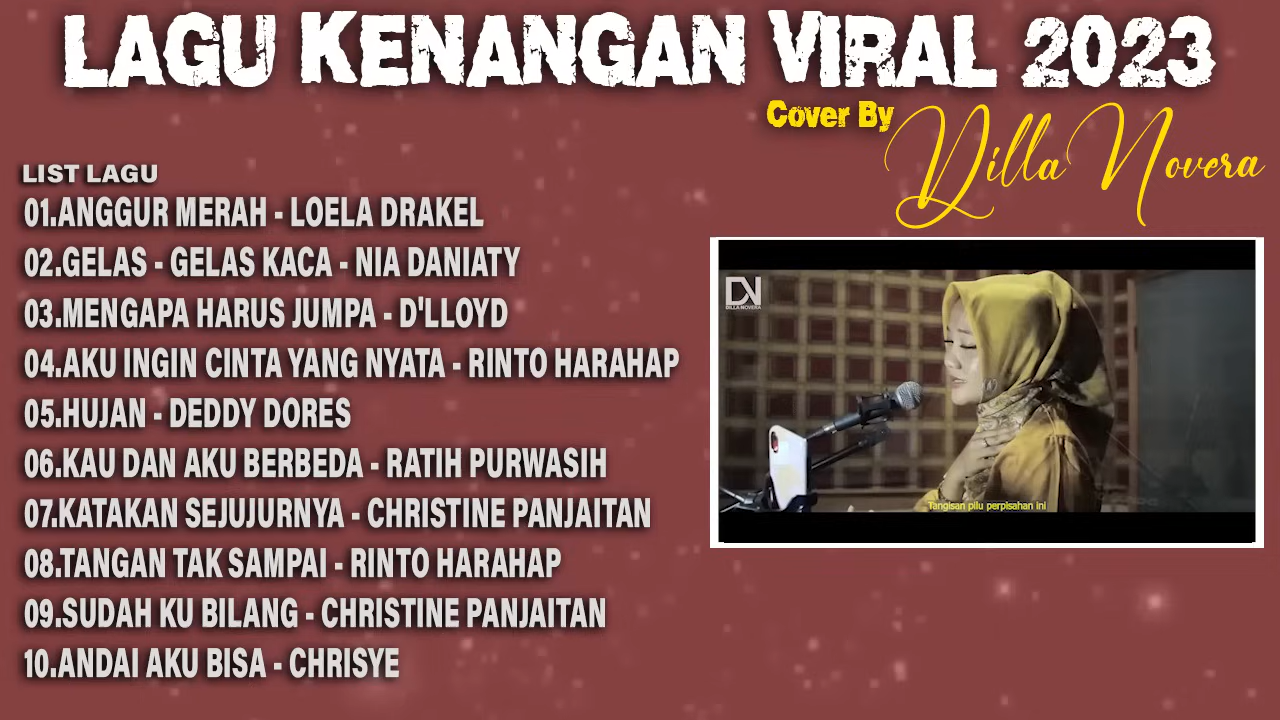 LAGU KENANGAN VIRAL 2023
Cover By Dilla Novera
LIST LAGU
01.ANGGUR MERAH - LOELA DRAKEL
02.GELAS - GELAS KACA - NIA DANIATY
03.MENGAPA HARUS JUMPA - D'LLOYD
04.AKU INGIN CINTA YANG NYATA - RINTO HARAHAP
05.HUJAN - DEDDY DORES
06.KAU DAN AKU BERBEDA - RATIH PURWASIH
07.KATAKAN SEJUJURNYA - CHRISTINE PANJAITAN
08.TANGAN TAK SAMPAI - RINTO HARAHAP
09.SUDAH KU BILANG - CHRISTINE PANJAITAN
10.ANDAI AKU BISA - CHRISYE
DN
DILLA NOVERA
Tangisan pilu perpisahan ini